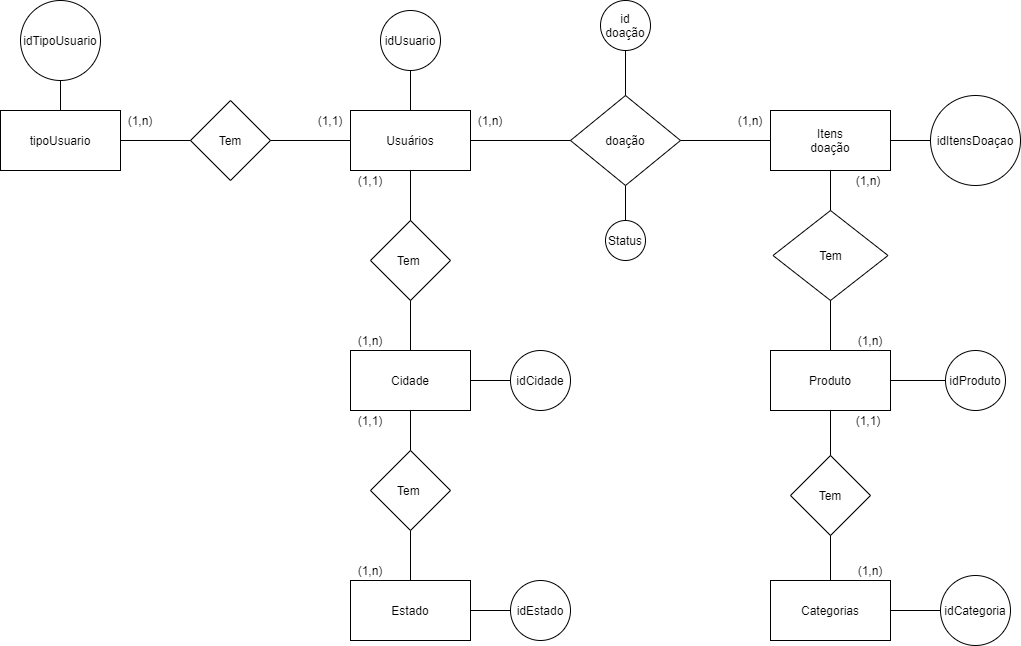 id
doação
idTipoUsuario
idUsuario
(1,n)
(1,1)
(1,n)
(1,n)
tipoUsuario
Tem
Usuários
doação
Itens
doação
idItensDoaçao
(1,1)
(1,n)
Status
Tem
Tem
(1,n)
(1,n)
Cidade
idCidade
Produto
idProduto
(1,1)
(1,1)
Tem
Tem
(1,n)
(1,n)
Estado
idEstado
Categorias
idCategoria